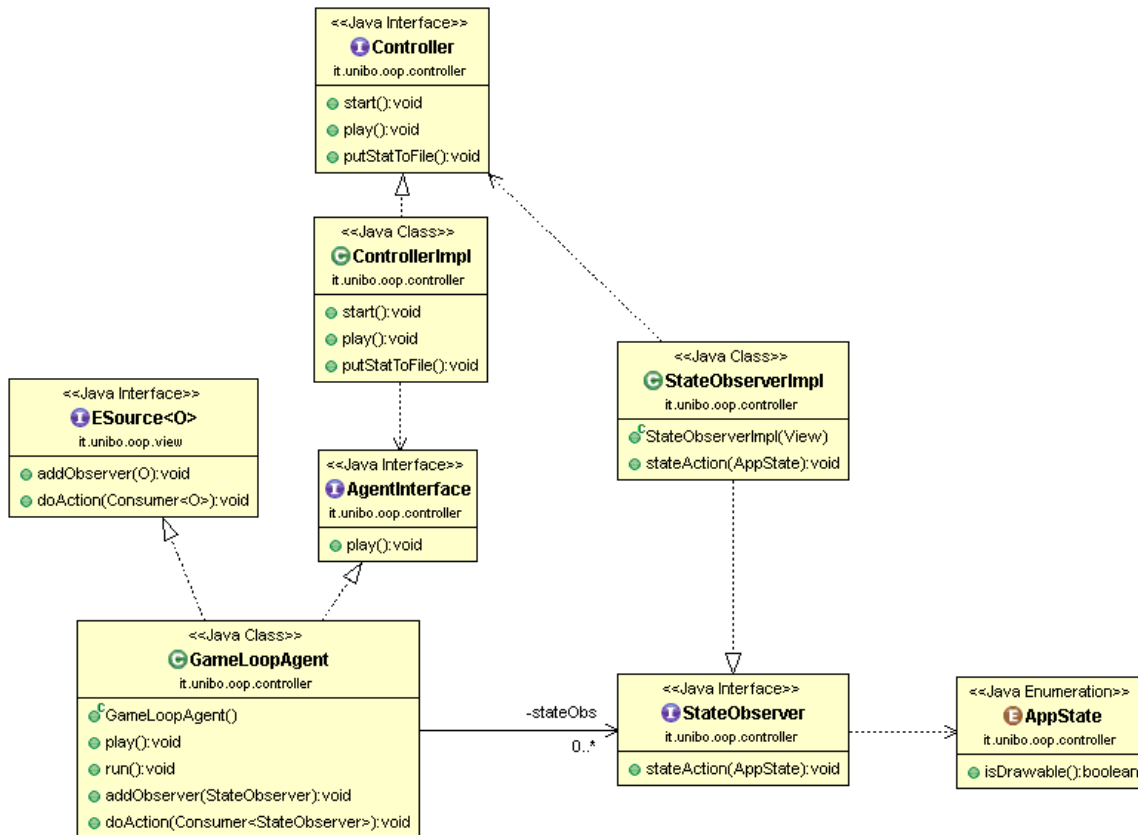 <<Java Interface>>
I Controller
it.unibo.oop.controller
start():void
play():void
putStatToFile():void
<<Java Class>>
C ControllerImpl
it.unibo.oop.controller
start():void
play():void
putStatToFile():void
<<Java Class>>
C StateObserverImpl
it.unibo.oop.controller
C StateObserverImpl(View)
stateAction(AppState):void
<<Java Interface>>
I ESource<O>
it.unibo.oop.view
addObserver(O):void
doAction(Consumer<O>):void
<<Java Interface>>
I AgentInterface
it.unibo.oop.controller
play():void
<<Java Class>>
C GameLoopAgent
it.unibo.oop.controller
C GameLoopAgent()
play():void
run():void
addObserver(StateObserver):void
doAction(Consumer<StateObserver>):void
-stateObs
0..*
<<Java Interface>>
I StateObserver
it.unibo.oop.controller
stateAction(AppState):void
<<Java Enumeration>>
E AppState
it.unibo.oop.controller
isDrawable():boolean